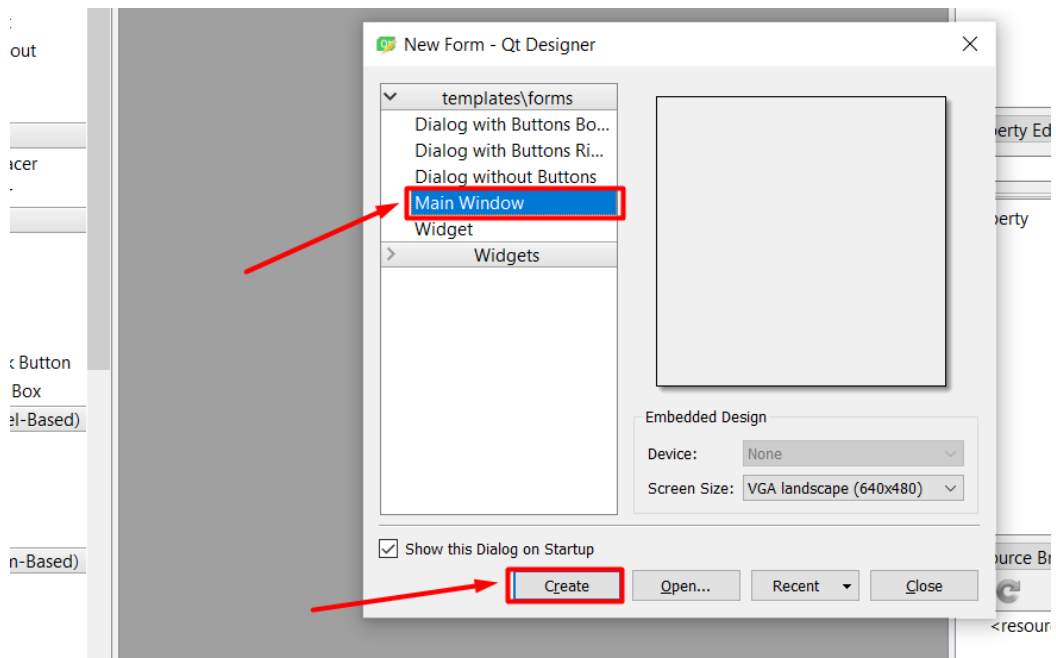 out
New Form - Qt Designer
templates\forms
Dialog with Buttons Bo...
Dialog with Buttons Ri...
Dialog without Buttons
Main Window
Widget
Widgets
Button
Box
el-Based)
Embedded Design
Device: None
Screen Size: VGA landscape (640x480)
Show this Dialog on Startup
m-Based)
Create Open... Recent Close
erty Ed
perty
ource Br
<resour